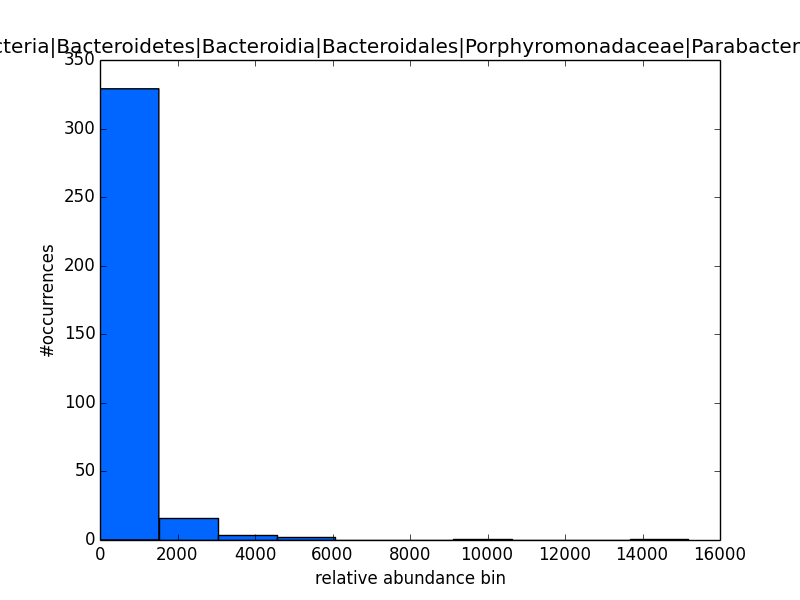 cteria|Bacteroidetes|Bacteroidia|Bacteroidales|Porphyromonadaceae|Parabacter
350
300
250
200
150
100
50
0
#occurrences
0 2000 4000 6000 8000 10000 12000 14000 16000
relative abundance bin